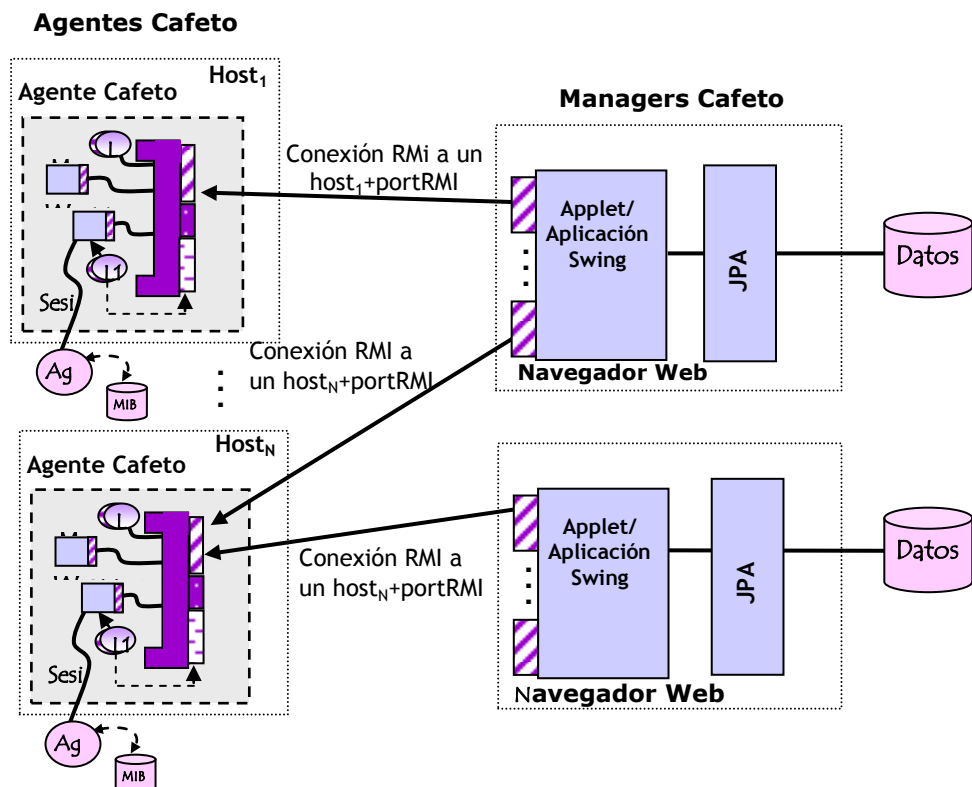 Agentes Cafeto
Host1
Agente Cafeto
Sesi
Ag
MIB
Conexión RMi a un
host1+portRMI
Managers Cafeto
Applet/
Aplicación
Swing
JPA
Datos
Navegador Web
Conexión RMI a
un hostN+portRMI
HostN
Agente Cafeto
Sesi
Ag
MIB
Conexión RMI a
un hostN+portRMI
Applet/
Aplicación
Swing
JPA
Datos
Navegador Web